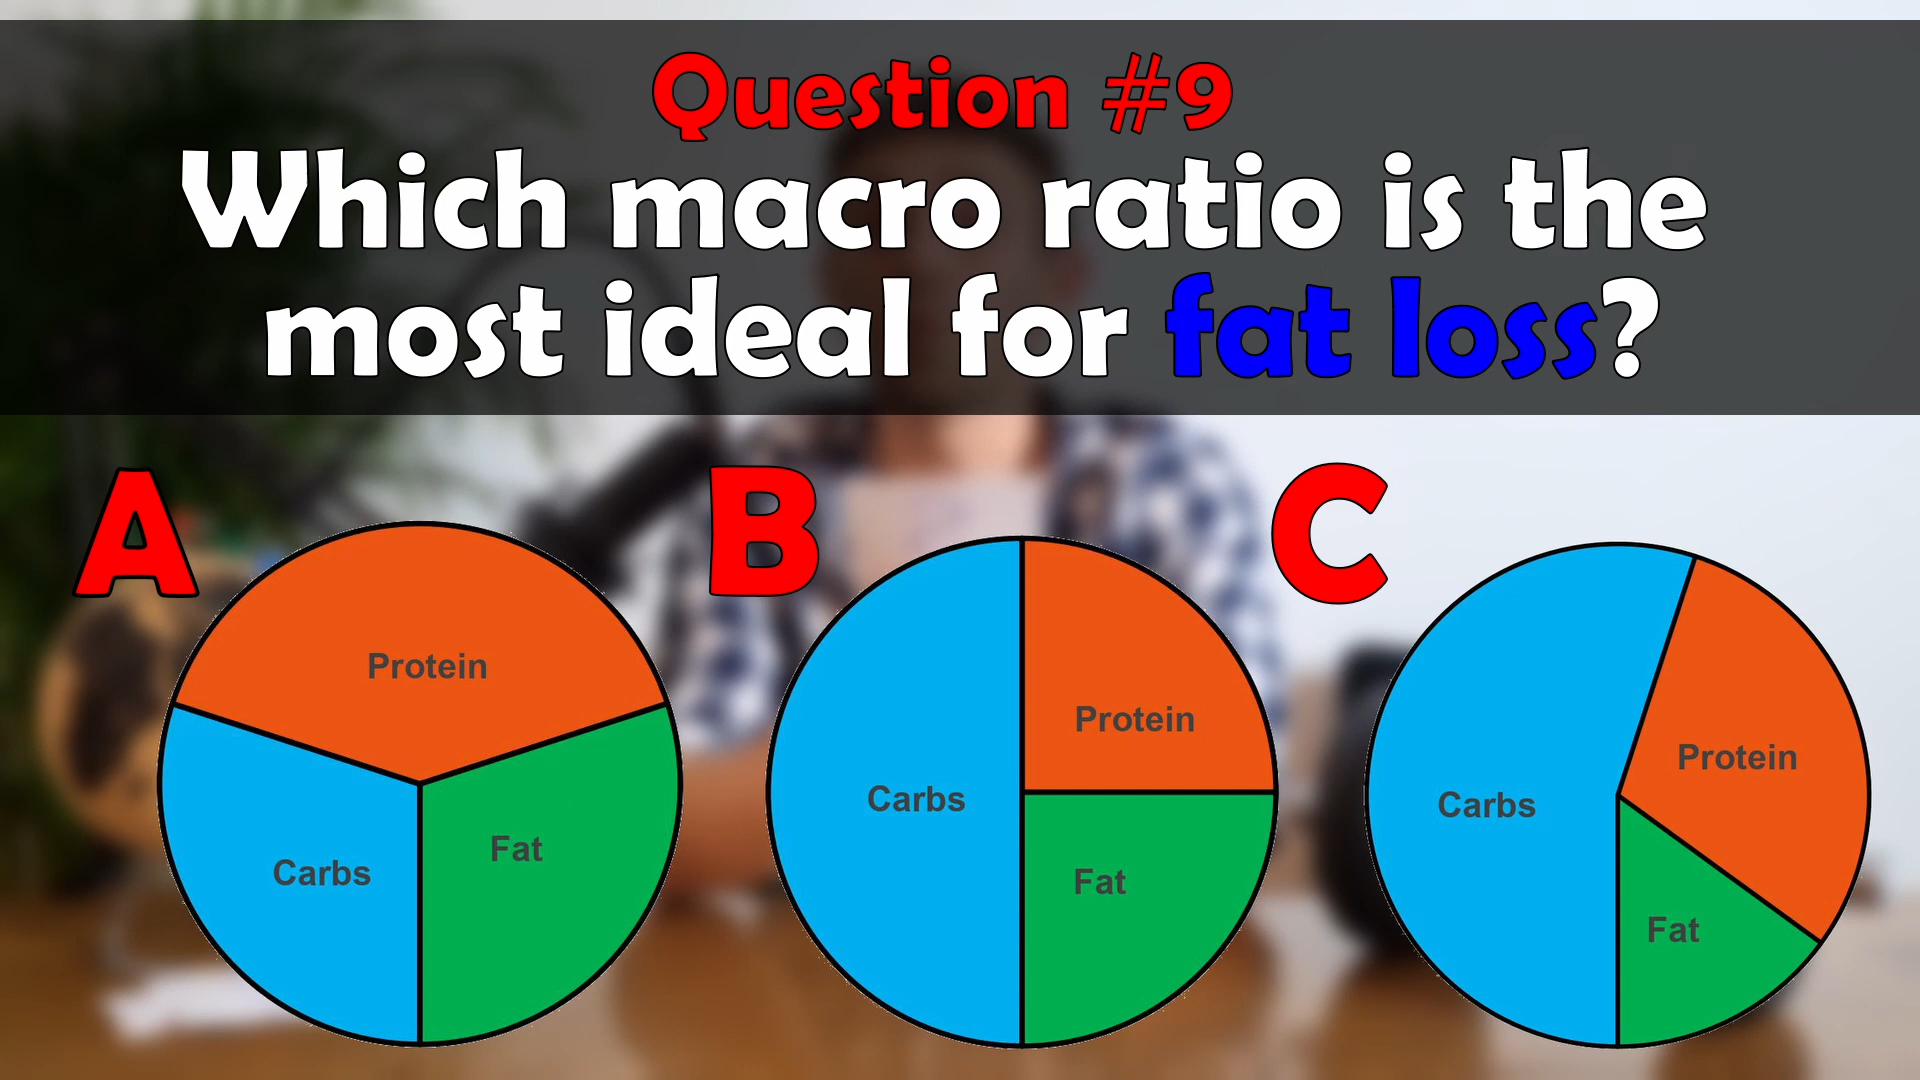 Question #9
Which macro ratio is the
most ideal for fat loss?
A
Protein
Carbs
Fat
B
Carbs
Protein
Fat
C
Carbs
Protein
Fat